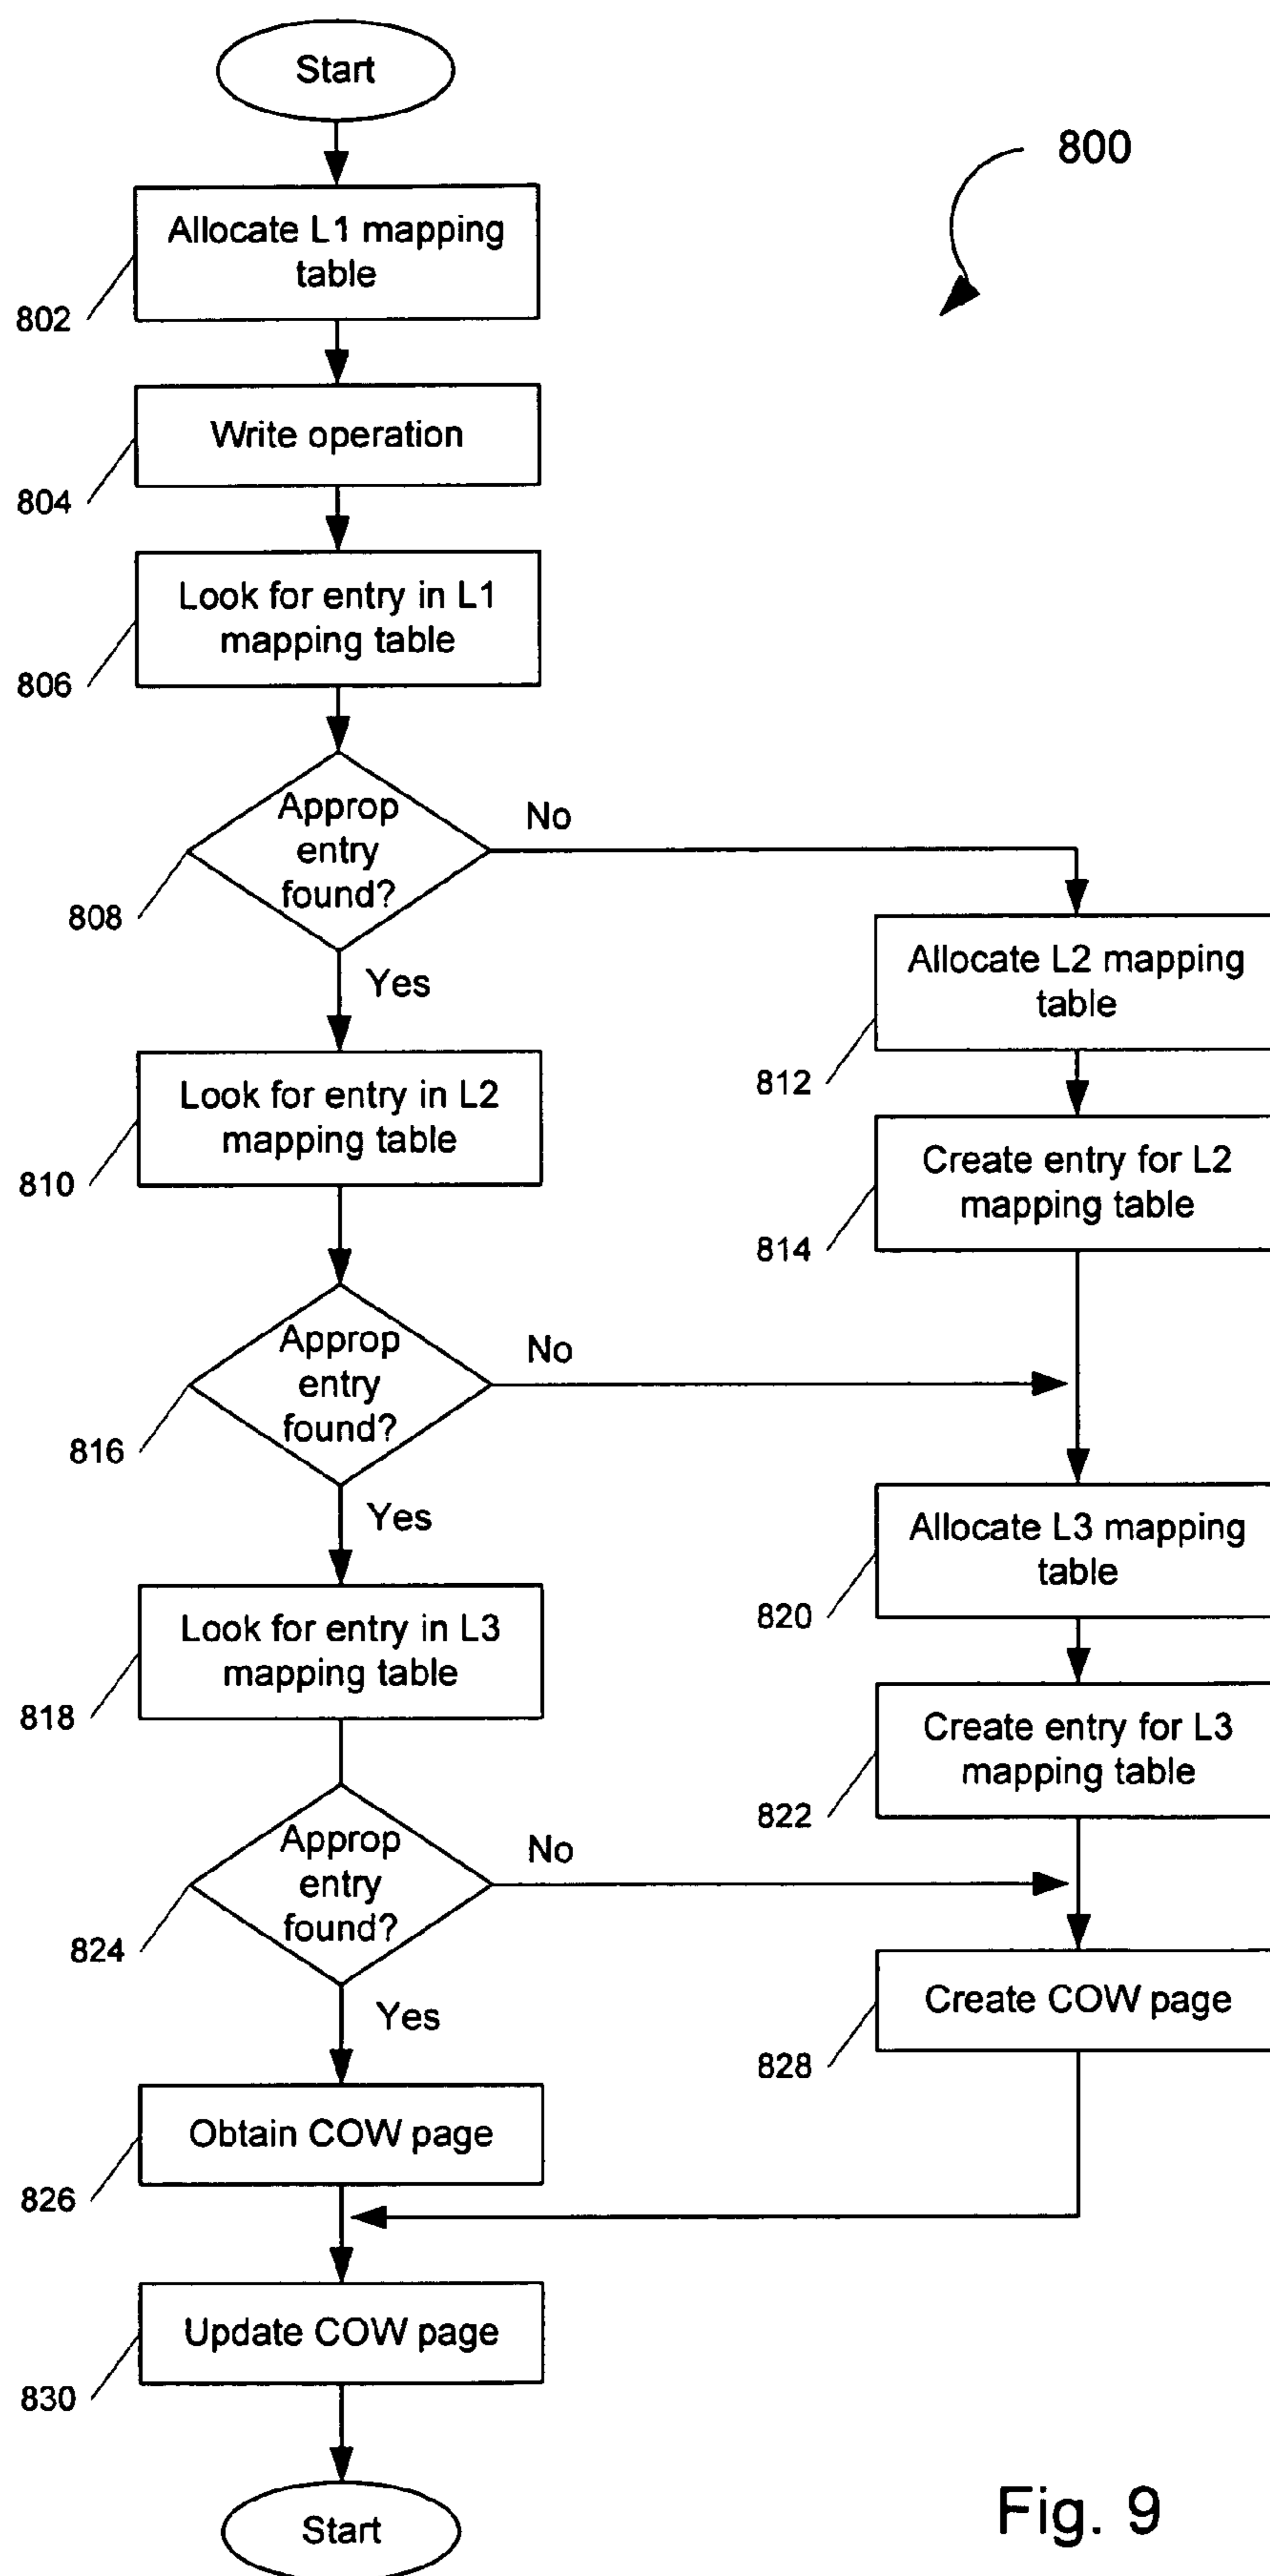 Start
800
Allocate L1 mapping
table
802
Write operation
804
Look for entry in L1
mapping table
806
Approp
entry
found?
No
808
Yes
Allocate L2 mapping
table
812
Look for entry in L2
mapping table
810
Create entry for L2
mapping table
814
Approp
entry
found?
No
816
Yes
Allocate L3 mapping
table
820
Look for entry in L3
mapping table
818
Create entry for L3
mapping table
822
Approp
entry
found?
No
824
Yes
Create COW page
828
Obtain COW page
826
Update COW page
830
Start
Fig. 9